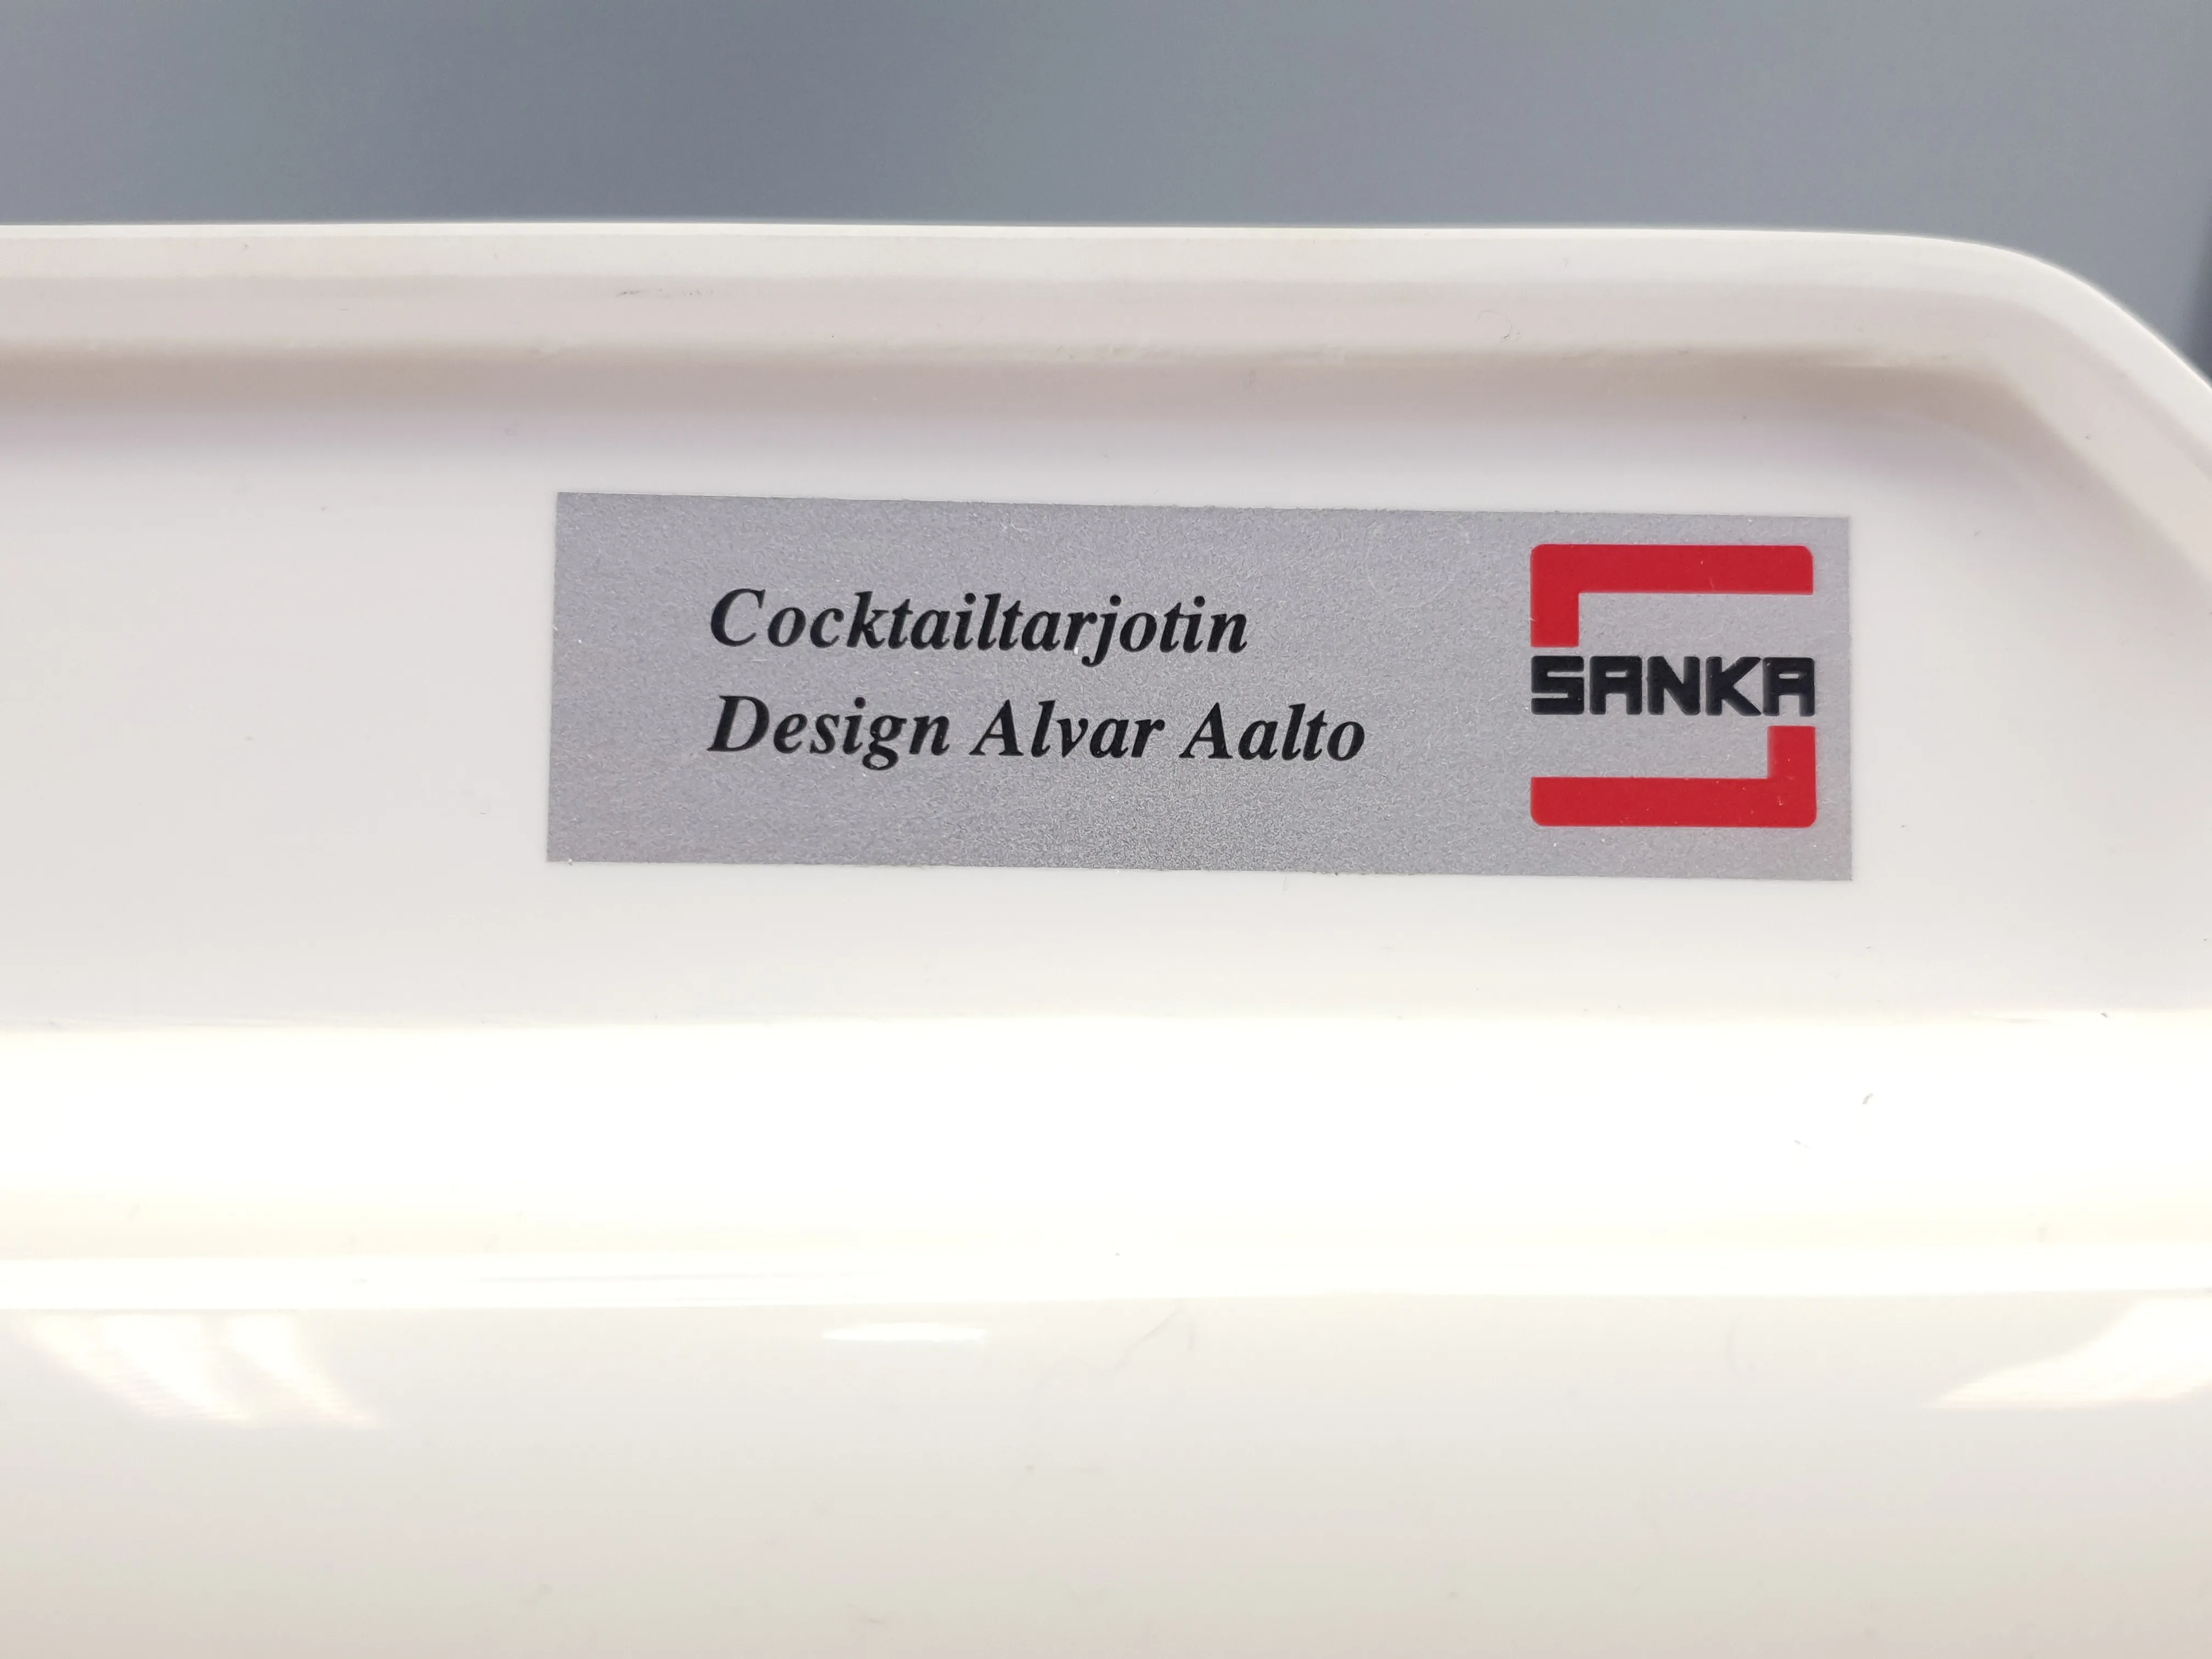 Cocktailtarjotin
Design Alvar Aalto
SANKA